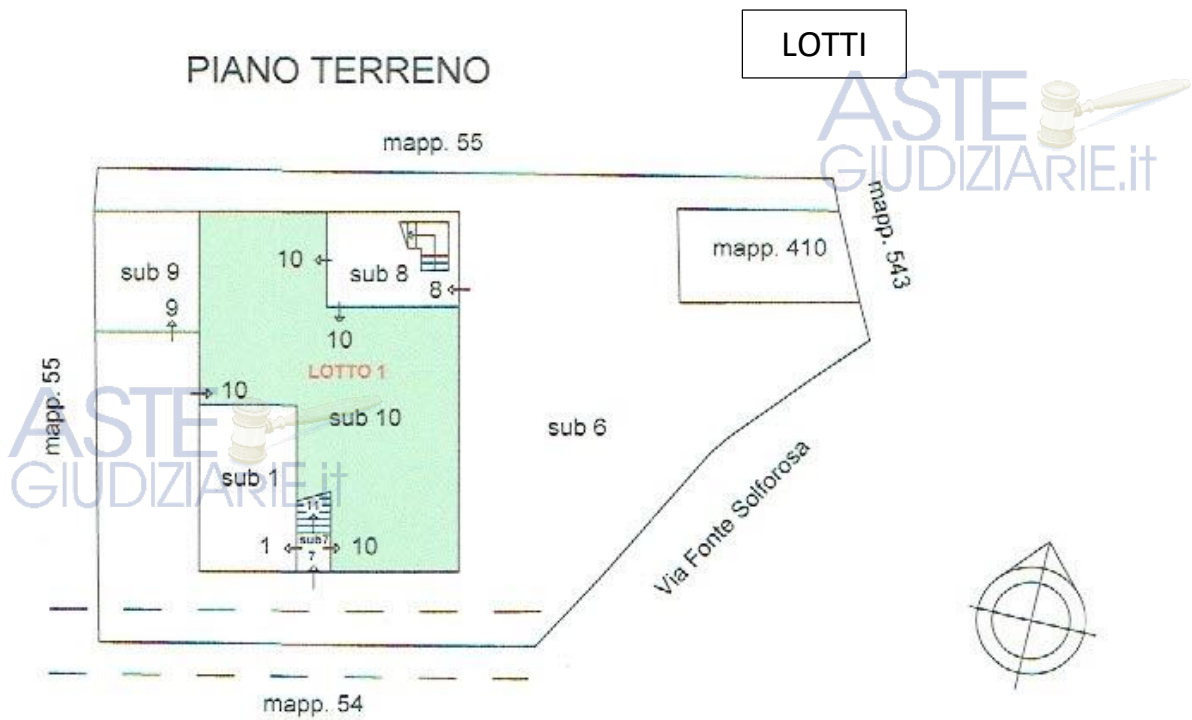 LOTTI
PIANO TERRENO
ASTE
GIUDIZIARIE.it
mapp. 55
mapp. 543
mapp. 410
sub 9
10
sub 8
8
9
10
mapp. 55
LOTTO 1
10
sub 10
ASTE
GIUDIZIARIE.it
sub 6
sub 1
11
sub7
7
1
10
Via Fonte Solforosa
mapp. 54